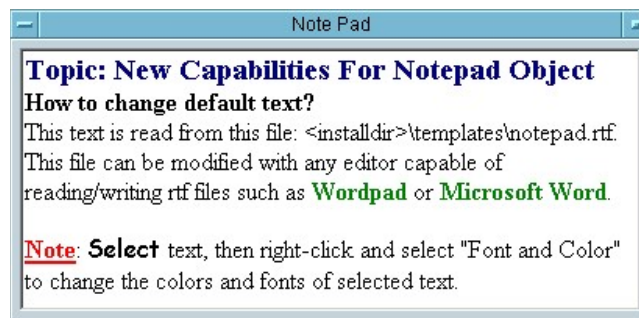 Note Pad
Topic: New Capabilities For Notepad Object
How to change default text?
This text is read from this file: <installdir>\templates\notepad.rtf.
This file can be modified with any editor capable of
reading/writing rtf files such as Wordpad or Microsoft Word.
Note: Select text, then right-click and select "Font and Color"
to change the colors and fonts of selected text.